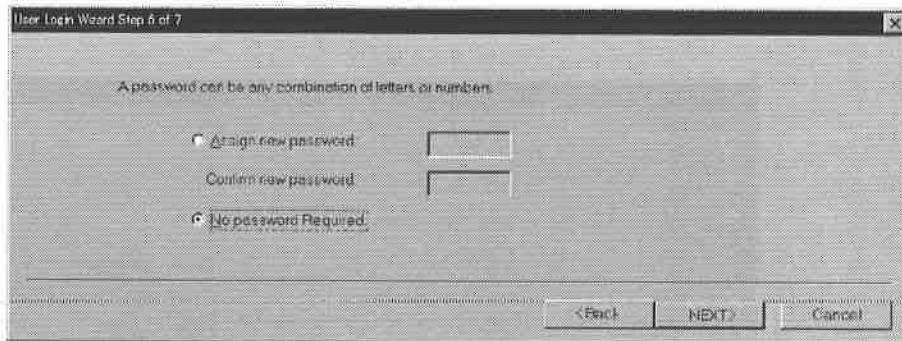 User Login Wizard Step 6 of 7
A password can be any combination of letters or numbers.
Assign new password
Confirm new password
No password Required.
<Back NEXT> Cancel